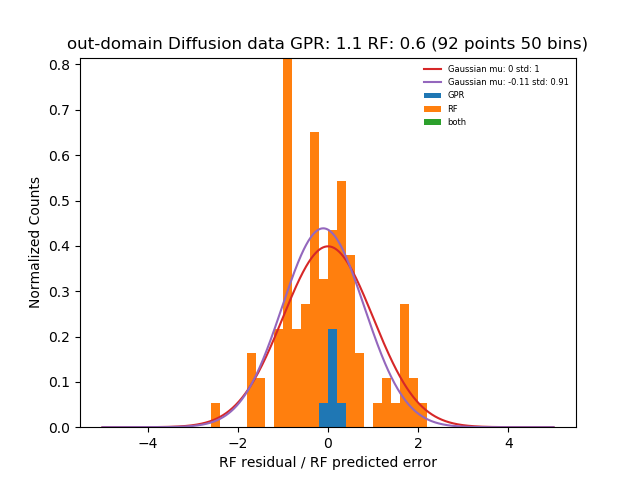 out-domain Diffusion data GPR: 1.1 RF: 0.6 (92 points 50 bins)
Gaussian mu: 0 std: 1
Gaussian mu: -0.11 std: 0.91
GPR
RF
both
Normalized Counts
0.8
0.7
0.6
0.5
0.4
0.3
0.2
0.1
0.0
−4 −2 0 2 4
RF residual / RF predicted error